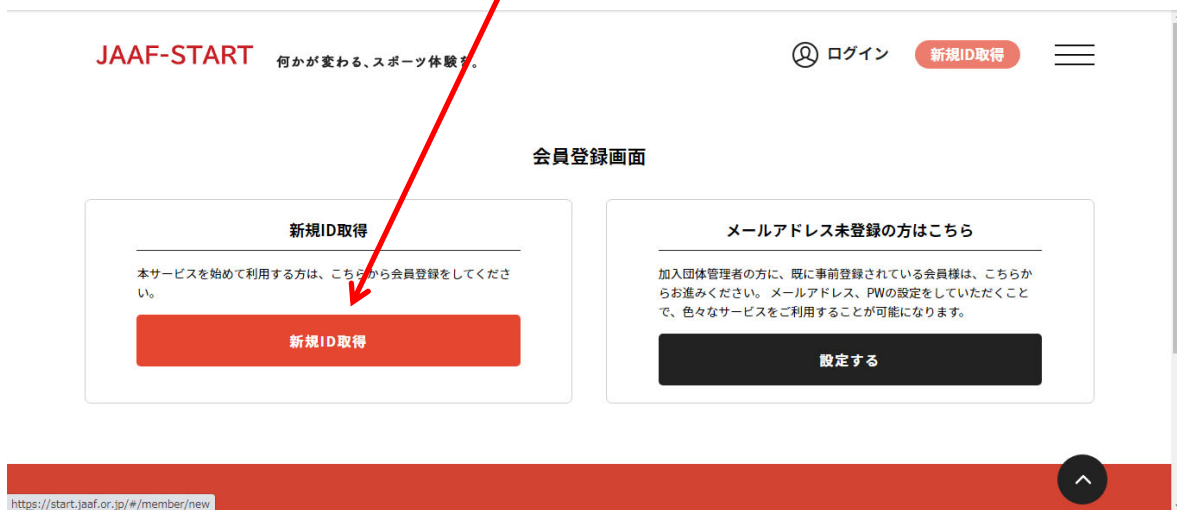 JAAF-START 何かが変わる、スポーツ体験を。
ログイン
新規ID取得
会員登録画面
新規ID取得
本サービスを始めて利用する方は、こちらから会員登録をしてくださ
い。
新規ID取得
メールアドレス未登録の方はこちら
加入団体管理者の方に、既に事前登録されている会員様は、こちらか
らお進みください。 メールアドレス、PWの設定をしていただくこと
で、色々なサービスをご利用することが可能になります。
設定する
https://start.jaaf.or.jp/#/member/new